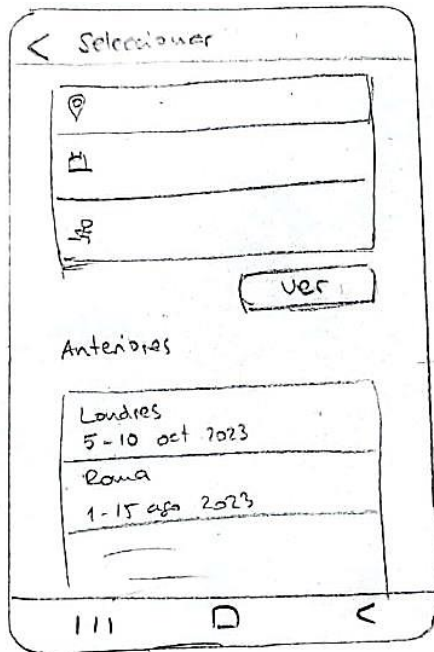 Seleccionar
ver
Anteriores
Londres
5-10 oct 2023
Roma
1-15 ago 2023